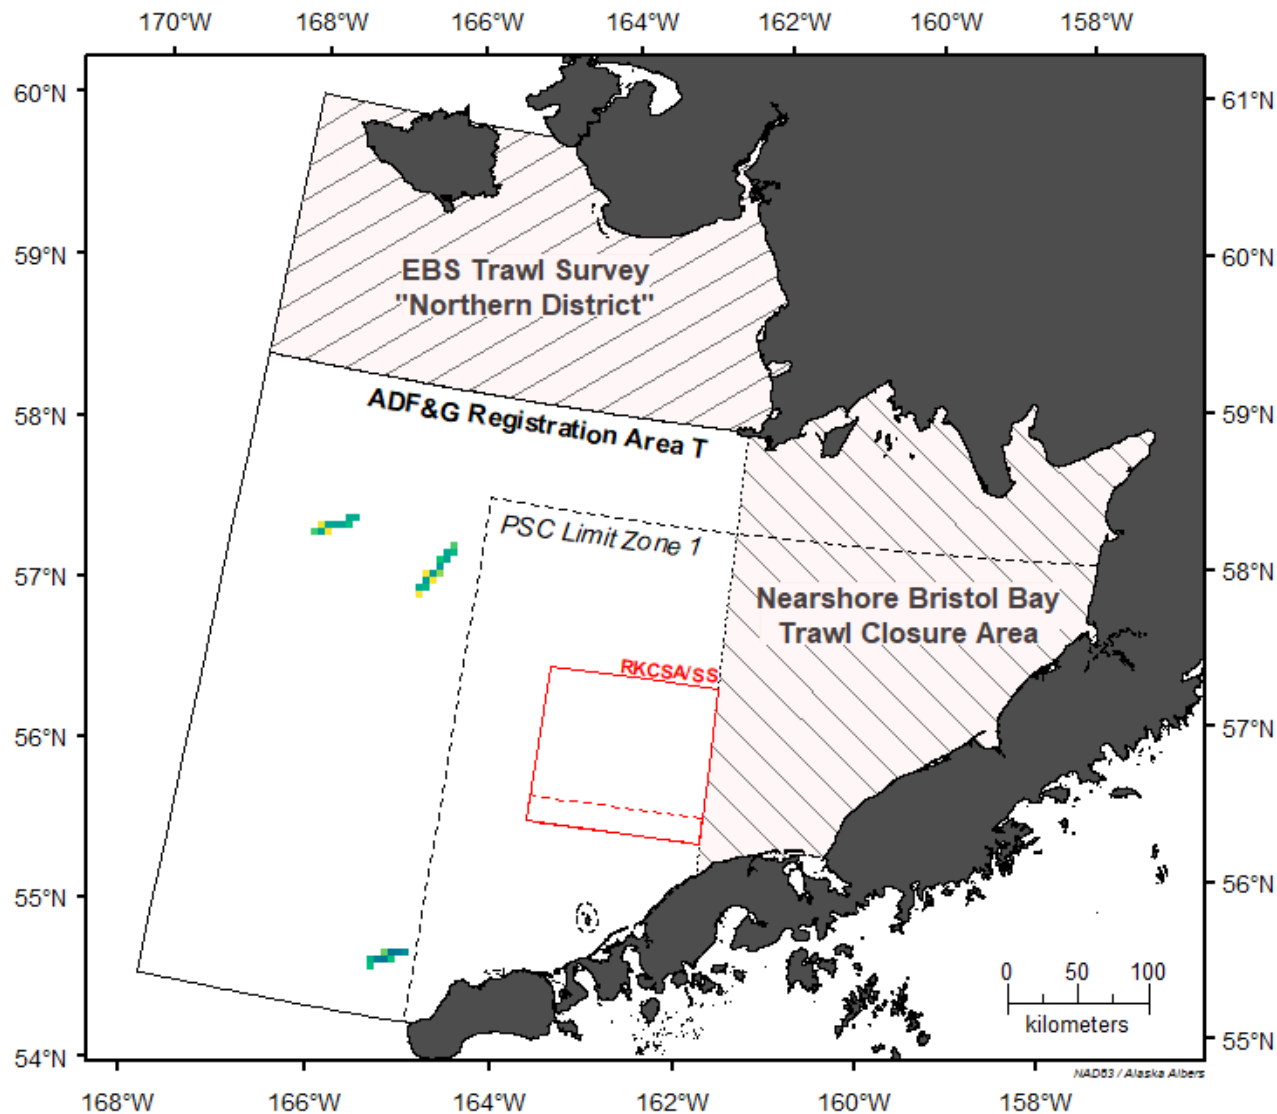 170°W 168°W 166°W 164°W 162°W 160°W 158°W
60°N
61°N
EBS Trawl Survey
"Northern District"
59°N
60°N
ADF&G Registration Area T
58°N
59°N
PSC Limit Zone 1
57°N
58°N
Nearshore Bristol Bay
Trawl Closure Area
RKCSA/SS
56°N
57°N
55°N
56°N
0 50 100
kilometers
54°N
55°N
NAD83 / Alaska Albers
168°W 166°W 164°W 162°W 160°W 158°W